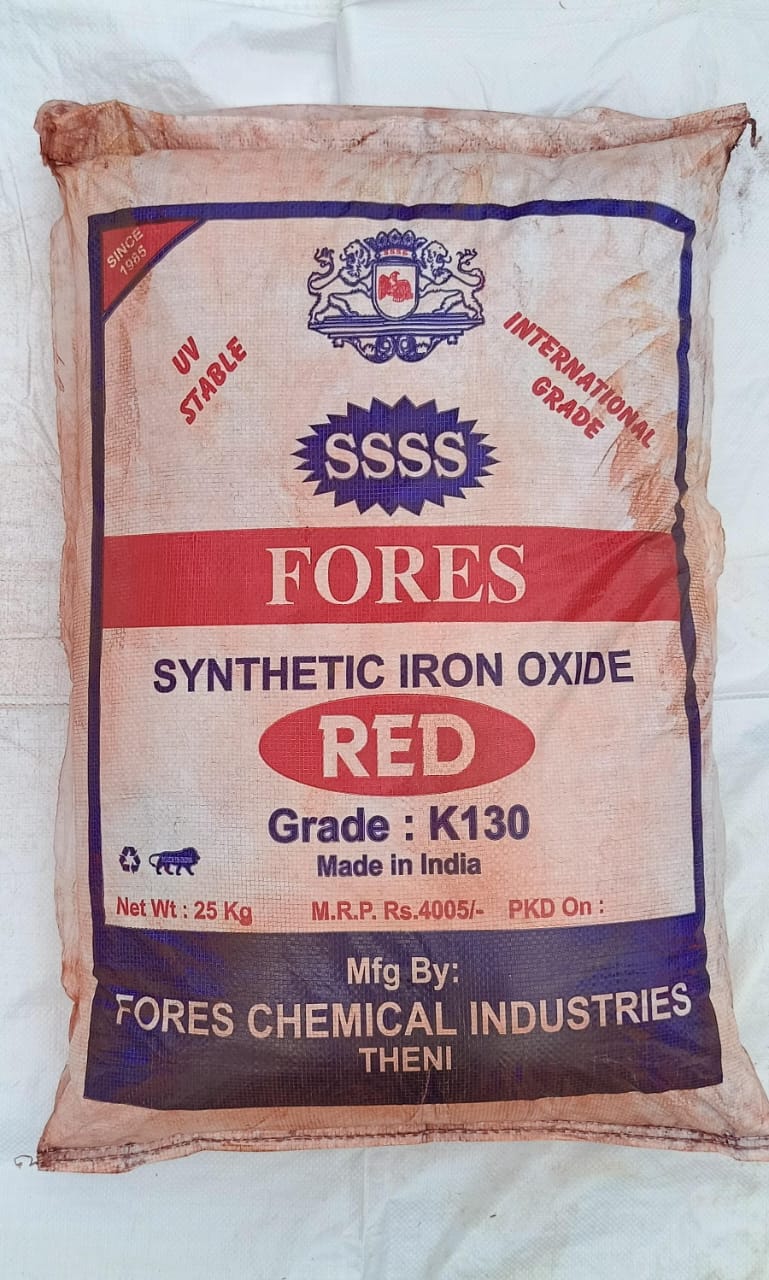 SINCE
1985
SSSS
UV
STABLE
INTERNATIONAL
GRADE
SSSS
FORES
SYNTHETIC IRON OXIDE
RED
Grade : K130
Made in India
Net Wt : 25 Kg M.R.P. Rs.4005/- PKD On :
Mfg By:
FORES CHEMICAL INDUSTRIES
THENI